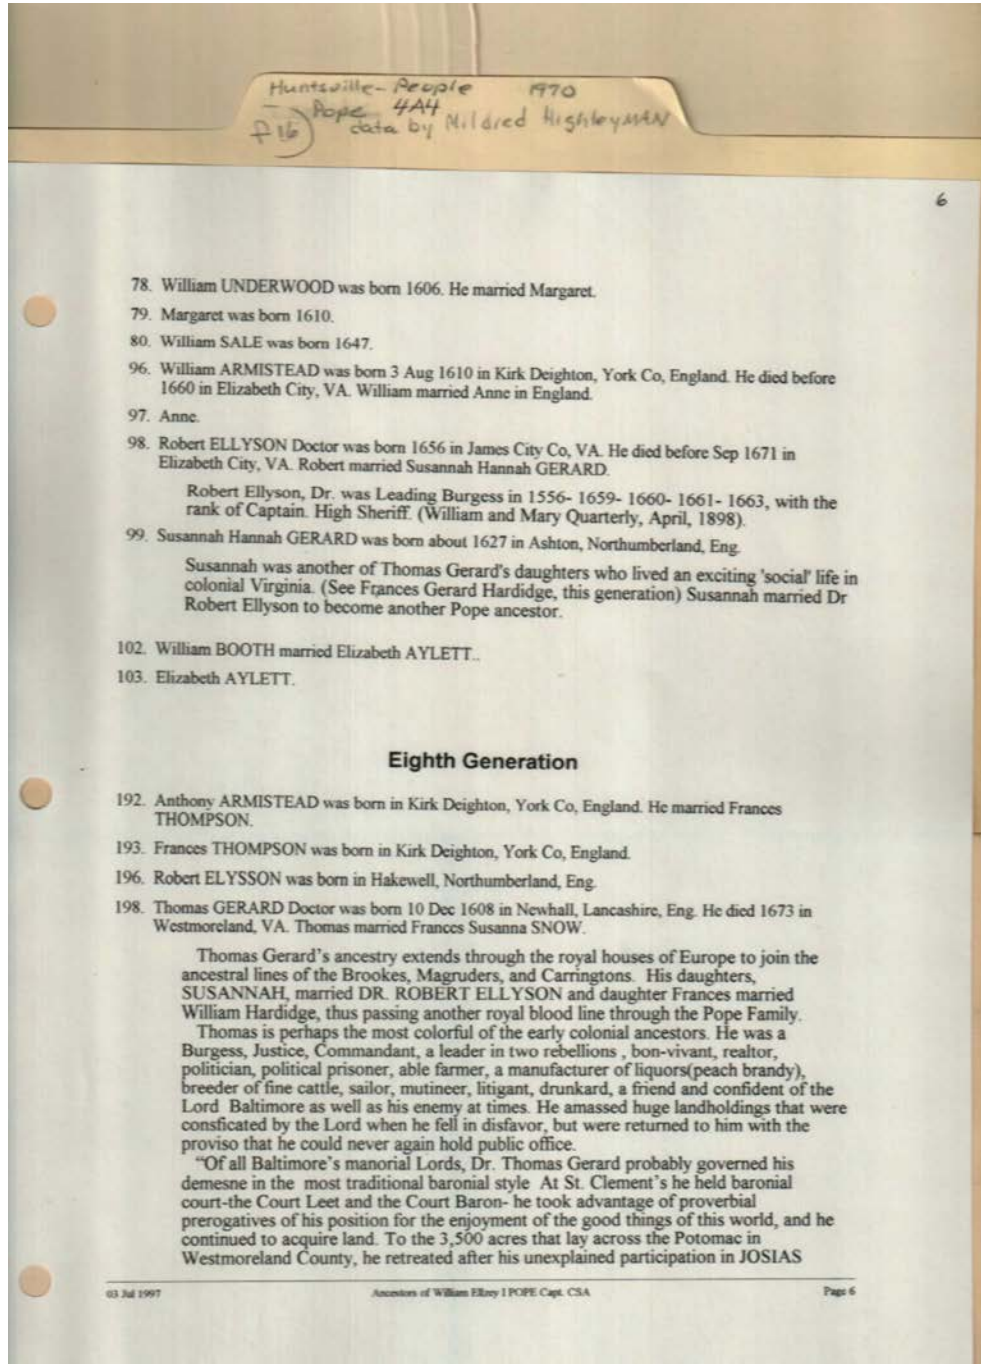 Huntsville-People 1970
Pope 4A4
f 16 data by Mildred Highleyman
6
78. William UNDERWOOD was born 1606. He married Margaret.
79. Margaret was born 1610.
80. William SALE was born 1647.
96. William ARMISTEAD was born 3 Aug 1610 in Kirk Deighton, York Co, England. He died before
1660 in Elizabeth City, VA. William married Anne in England.
97. Anne.
98. Robert ELLYSON Doctor was born 1656 in James City Co, VA. He died before Sep 1671 in
Elizabeth City, VA. Robert married Susannah Hannah GERARD.
Robert Ellyson, Dr. was Leading Burgess in 1556- 1659- 1660- 1661- 1663, with the
rank of Captain. High Sheriff. (William and Mary Quarterly, April, 1898).
99. Susannah Hannah GERARD was born about 1627 in Ashton, Northumberland, Eng.
Susannah was another of Thomas Gerard's daughters who lived an exciting 'social' life in
colonial Virginia. (See Frances Gerard Hardidge, this generation) Susannah married Dr
Robert Ellyson to become another Pope ancestor.
102. William BOOTH married Elizabeth AYLETT..
103. Elizabeth AYLETT.
Eighth Generation
192. Anthony ARMISTEAD was born in Kirk Deighton, York Co, England. He married Frances
THOMPSON.
193. Frances THOMPSON was born in Kirk Deighton, York Co, England.
196. Robert ELYSSON was born in Hakewell, Northumberland, Eng.
198. Thomas GERARD Doctor was born 10 Dec 1608 in Newhall, Lancashire, Eng. He died 1673 in
Westmoreland, VA. Thomas married Frances Susanna SNOW.
Thomas Gerard's ancestry extends through the royal houses of Europe to join the
ancestral lines of the Brookes, Magruders, and Carringtons. His daughters,
SUSANNAH, married DR. ROBERT ELLYSON and daughter Frances married
William Hardidge, thus passing another royal blood line through the Pope Family.
Thomas is perhaps the most colorful of the early colonial ancestors. He was a
Burgess, Justice, Commandant, a leader in two rebellions , bon-vivant, realtor,
politician, political prisoner, able farmer, a manufacturer of liquors(peach brandy),
breeder of fine cattle, sailor, mutineer, litigant, drunkard, a friend and confident of the
Lord Baltimore as well as his enemy at times. He amassed huge landholdings that were
consficated by the Lord when he fell in disfavor, but were returned to him with the
proviso that he could never again hold public office.
"Of all Baltimore's manorial Lords, Dr. Thomas Gerard probably governed his
demesne in the most traditional baronial style At St. Clement's he held baronial
court-the Court Leet and the Court Baron- he took advantage of proverbial
prerogatives of his position for the enjoyment of the good things of this world, and he
continued to acquire land. To the 3,500 acres that lay across the Potomac in
Westmoreland County, he retreated after his unexplained participation in JOSIAS
03 Jul 1997 Ancestors of William Ellzey I POPE Capt. CSA Page 6